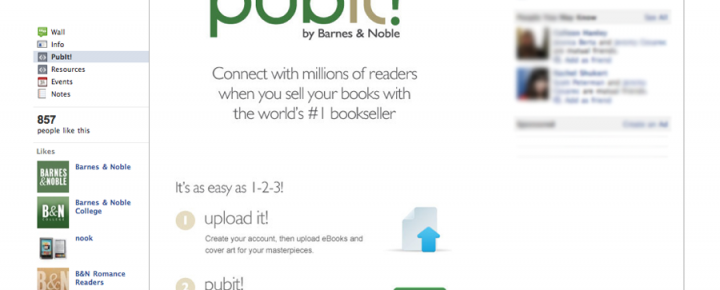 Wall
Info
PubIt!
Resources
Events
Notes
857
people like this
Likes
BARNES
&NOBLE
Barnes & Noble
B&N
COLLEGE
Barnes & Noble
College
nook
B&N
B&N Romance
Readers
pubit!
by Barnes & Noble
Connect with millions of readers
when you sell your books with
the world's #1 bookseller
It's as easy as 1-2-3!
1 upload it!
Create your account, then upload eBooks and
cover art for your masterpieces.
2 pubit!
People You May Know
See All
Sponsored
Create an Ad